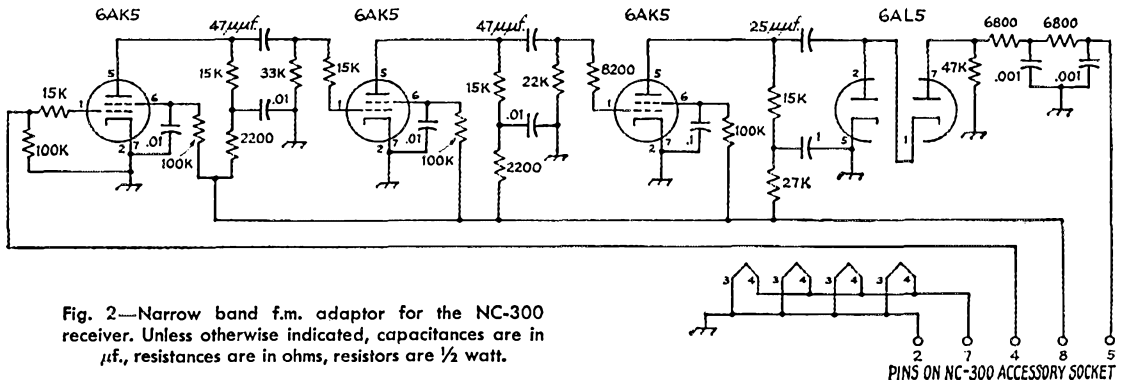 6AK5 6AK5 6AK5 6AL5
47μμf. 47μμf. 25μμf. 6800 6800
15K 33K 15K 15K 22K 8200 15K 47K .001 .001
5 5 5 2 7
15K 1 6 .01 1 6 .01 1 6
100K .01 100K 2200 .01 100K 2200 .1 100K .1 5 1
2 7 2 7 2 7 27K
3 4 3 4 3 4 3 4
Fig. 2—Narrow band f.m. adaptor for the NC-300
receiver. Unless otherwise indicated, capacitances are in
μf., resistances are in ohms, resistors are ½ watt.
2 7 4 8 5
PINS ON NC-300 ACCESSORY SOCKET